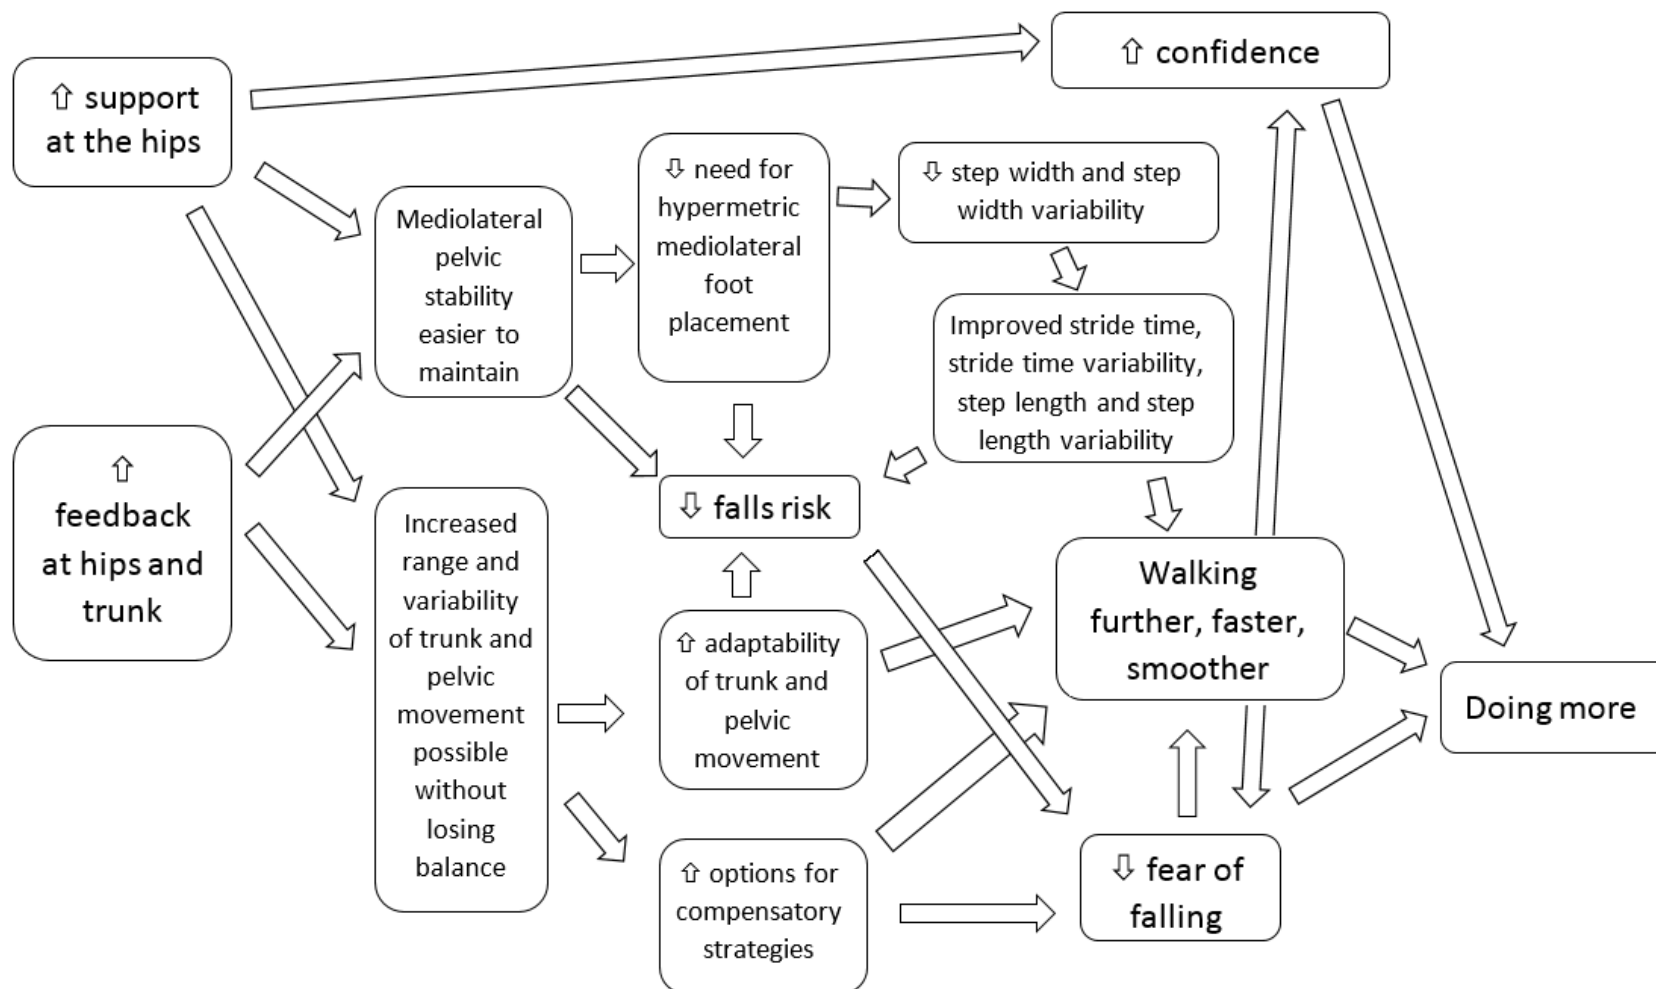 ⇧ support
at the hips
⇧
feedback
at hips and
trunk
Mediolateral
pelvic
stability
easier to
maintain
Increased
range and
variability
of trunk and
pelvic
movement
possible
without
losing
balance
⇩ need for
hypermetric
mediolateral
foot
placement
⇩ falls risk
⇧ adaptability
of trunk and
pelvic
movement
⇧ options for
compensatory
strategies
⇧ confidence
⇩ step width and step
width variability
Improved stride time,
stride time variability,
step length and step
length variability
Walking
further, faster,
smoother
⇩ fear of
falling
Doing more